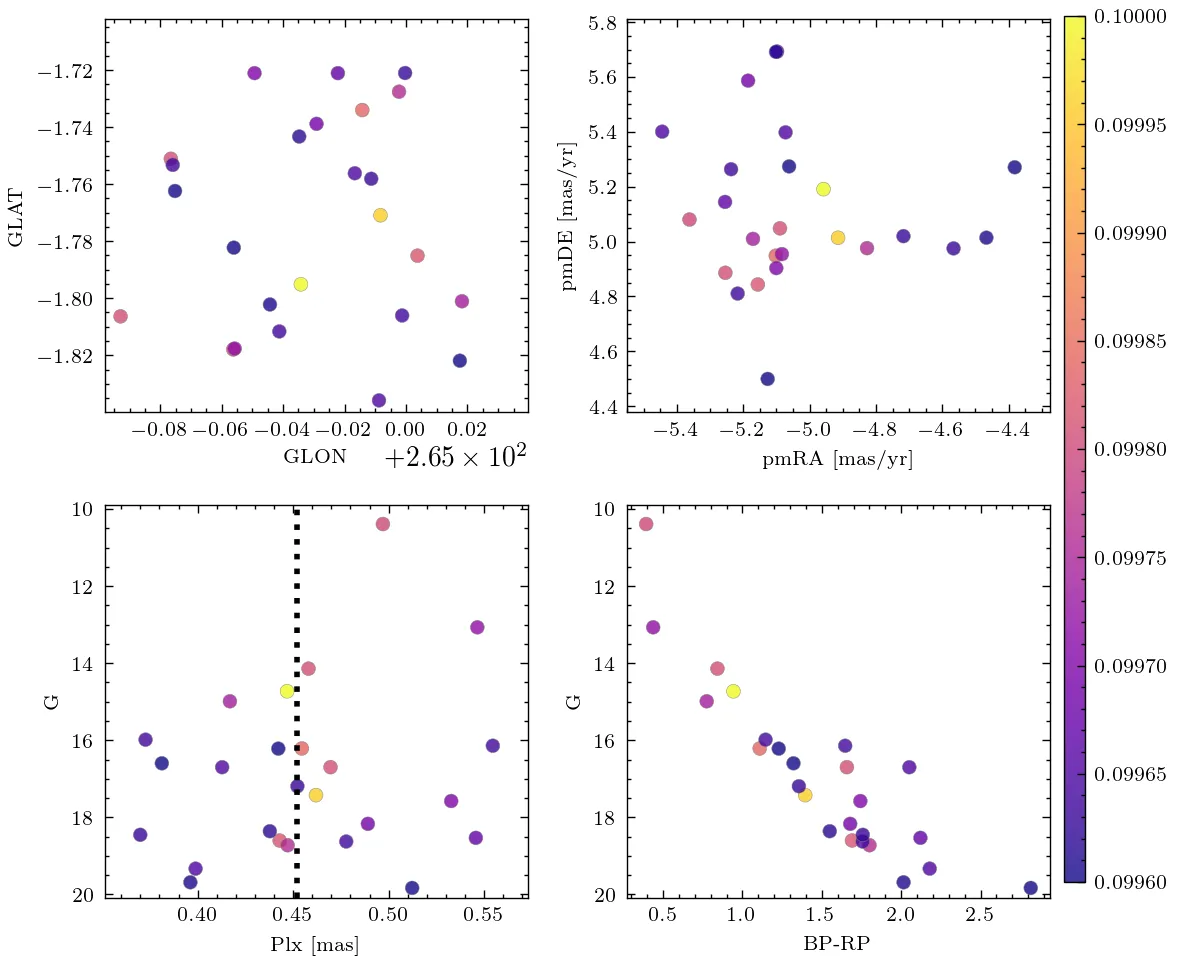 −1.72
−1.74
−1.76
−1.78
−1.80
−1.82
GLAT
−0.08 −0.06 −0.04 −0.02 0.00 0.02
GLON +2.65 × 10²
5.8
5.6
5.4
5.2
5.0
4.8
4.6
4.4
pmDE [mas/yr]
−5.4 −5.2 −5.0 −4.8 −4.6 −4.4
pmRA [mas/yr]
10
12
14
16
18
20
G
0.40 0.45 0.50 0.55
Plx [mas]
10
12
14
16
18
20
G
0.5 1.0 1.5 2.0 2.5
BP-RP
0.10000
0.09995
0.09990
0.09985
0.09980
0.09975
0.09970
0.09965
0.09960